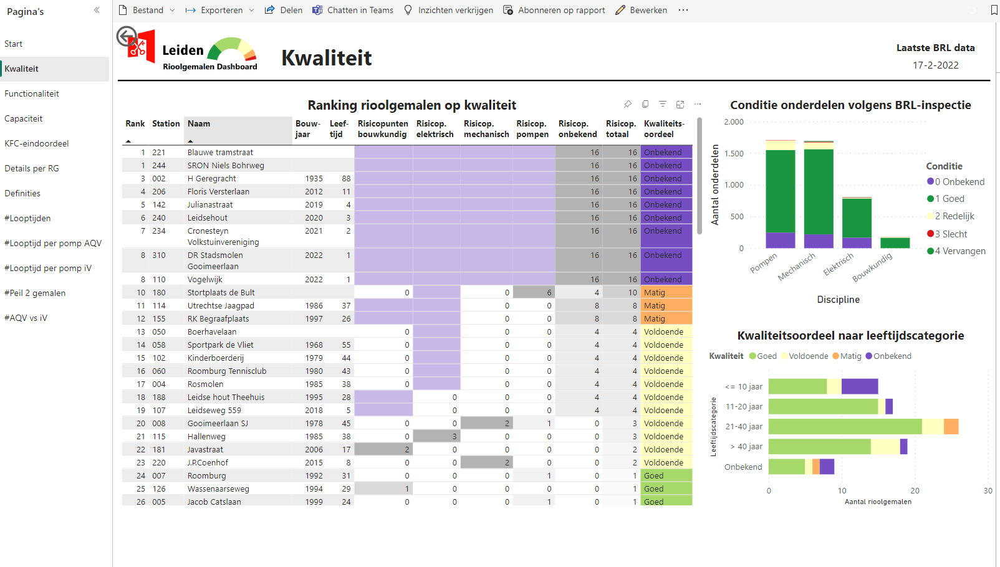 Pagina's
Bestand
Exporteren
Delen
Chatten in Teams
Inzichten verkrijgen
Abonneren op rapport
Bewerken
Start
Kwaliteit
Functionaliteit
Capaciteit
KFC-eindoordeel
Details per RG
Definities
#Looptijden
#Looptijd per pomp AQV
#Looptijd per pomp iV
#Peil 2 gemalen
#AQV vs iV
Leiden
Rioolgemalen Dashboard
Kwaliteit
Laatste BRL data
17-2-2022
Ranking rioolgemalen op kwaliteit
Rank Station Naam Bouw- Leef- Risicopunten Risicop. Risicop. Risicop. Risicop. Risicop. Kwaliteits-
jaar tijd bouwkundig elektrisch mechanisch pompen onbekend totaal oordeel
1 221 Blauwe tramstraat 16 16 Onbekend
1 244 SRON Niels Bohrweg 16 16 Onbekend
3 002 H Geregracht 1935 88 16 16 Onbekend
4 206 Floris Versterlaan 2012 11 16 16 Onbekend
5 142 Julianastraat 2019 4 16 16 Onbekend
6 240 Leidsehout 2020 3 16 16 Onbekend
7 234 Cronesteyn 2021 2 16 16 Onbekend
Volkstuinvereniging
8 310 DR Stadsmolen 2022 1 16 16 Onbekend
Gooimeerlaan
8 110 Vogelwijk 2022 1 16 16 Onbekend
10 180 Stortplaats de Bult 0 0 6 4 10 Matig
11 114 Utrechtse Jaagpad 1986 37 0 0 8 8 Matig
12 155 RK Begraafplaats 1997 26 0 0 8 8 Matig
13 050 Boerhavelaan 0 0 0 4 4 Voldoende
14 058 Sportpark de Vliet 1968 55 0 0 0 4 4 Voldoende
15 102 Kinderboerderij 1979 44 0 0 0 4 4 Voldoende
16 060 Roomburg Tennisclub 1980 43 0 0 0 4 4 Voldoende
17 004 Rosmolen 1985 38 0 0 0 4 4 Voldoende
18 188 Leidse hout Theehuis 1995 28 0 0 0 4 4 Voldoende
19 107 Leidseweg 559 2018 5 0 0 0 4 4 Voldoende
20 008 Gooimeerlaan SJ 1978 45 0 0 2 1 0 3 Voldoende
21 115 Hallenweg 1985 38 0 3 0 0 0 3 Voldoende
22 181 Javastraat 2006 17 2 0 0 0 0 2 Voldoende
23 220 J.P.Coenhof 2015 8 0 0 2 0 0 2 Voldoende
24 007 Roomburg 1992 31 0 0 0 1 0 1 Goed
25 126 Wassenaarseweg 1994 29 1 0 0 0 0 1 Goed
26 005 Jacob Catslaan 1999 24 0 0 0 1 0 1 Goed
Conditie onderdelen volgens BRL-inspectie
Aantal onderdelen
2.000
1.500
1.000
500
0
Pompen
Mechanisch
Elektrisch
Bouwkundig
Discipline
Conditie
0 Onbekend
1 Goed
2 Redelijk
3 Slecht
4 Vervangen
Kwaliteitsoordeel naar leeftijdscategorie
Kwaliteit Goed Voldoende Matig Onbekend
Leeftijdscategorie
<= 10 jaar
11-20 jaar
21-40 jaar
> 40 jaar
Onbekend
0 10 20 30
Aantal rioolgemalen